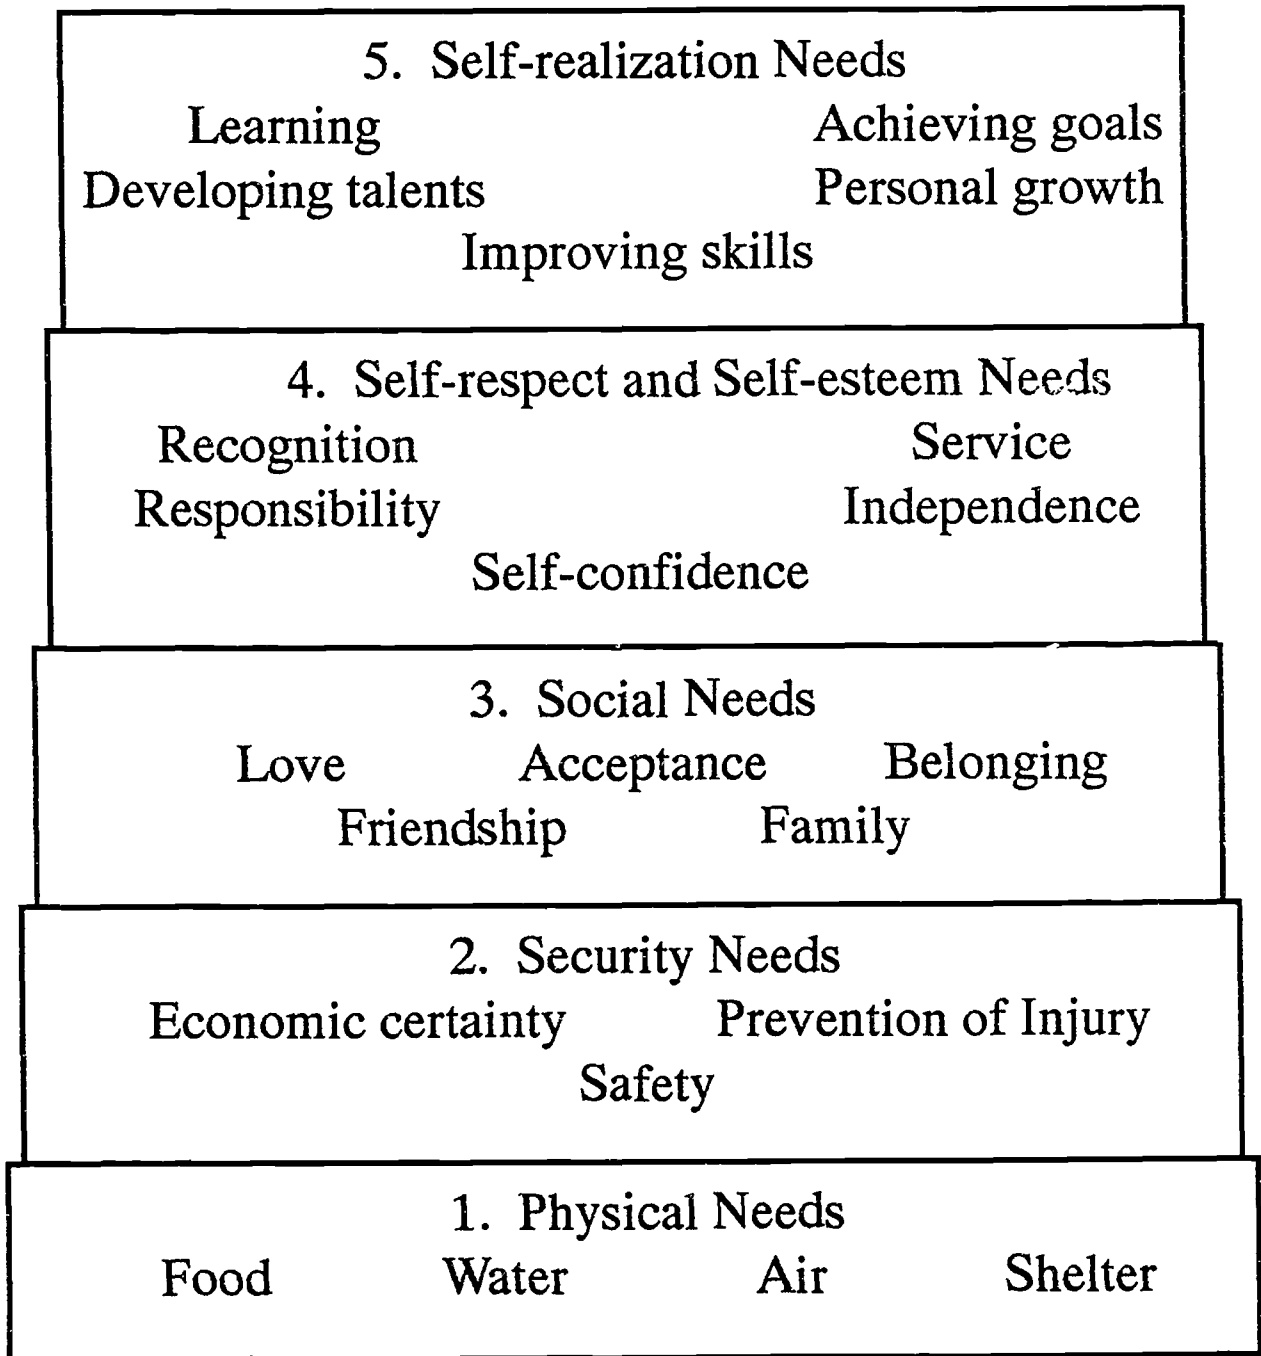 5. Self-realization Needs
Learning Achieving goals
Developing talents Personal growth
Improving skills
4. Self-respect and Self-esteem Needs
Recognition Service
Responsibility Independence
Self-confidence
3. Social Needs
Love Acceptance Belonging
Friendship Family
2. Security Needs
Economic certainty Prevention of Injury
Safety
1. Physical Needs
Food Water Air Shelter